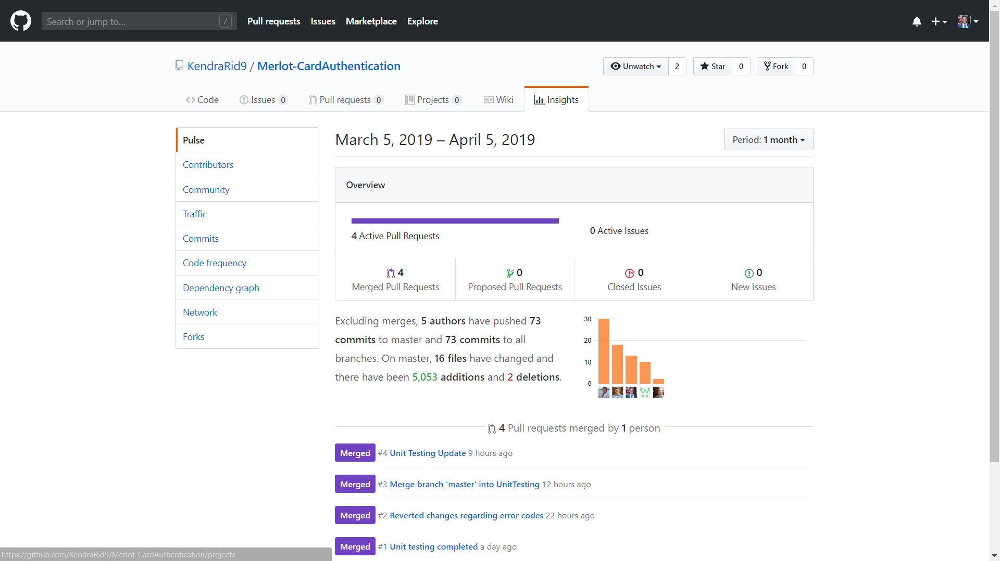 Search or jump to... / Pull requests Issues Marketplace Explore
KendraRid9 / Merlot-CardAuthentication Unwatch 2 Star 0 Fork 0
Code Issues 0 Pull requests 0 Projects 0 Wiki Insights
Pulse
Contributors
Community
Traffic
Commits
Code frequency
Dependency graph
Network
Forks
March 5, 2019 – April 5, 2019 Period: 1 month
Overview
4 Active Pull Requests
0 Active Issues
4
Merged Pull Requests
0
Proposed Pull Requests
0
Closed Issues
0
New Issues
Excluding merges, 5 authors have pushed 73
commits to master and 73 commits to all
branches. On master, 16 files have changed and
there have been 5,053 additions and 2 deletions.
30
20
10
0
4 Pull requests merged by 1 person
Merged #4 Unit Testing Update 9 hours ago
Merged #3 Merge branch 'master' into UnitTesting 12 hours ago
Merged #2 Reverted changes regarding error codes 22 hours ago
Merged #1 Unit testing completed a day ago
https://github.com/KendraRid9/Merlot-CardAuthentication/projects